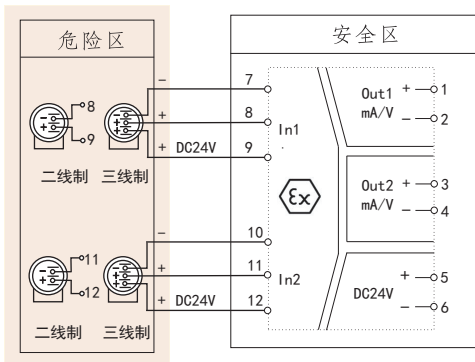 危险区
安全区
− 7
Out1 + 1
mA/V − 2
8
+ 8
In1
9
+ DC24V 9
二线制 三线制
εx
Out2 + 3
mA/V − 4
− 10
11
+ 11
In2
+ 5
DC24V
− 6
12
+ DC24V 12
二线制 三线制